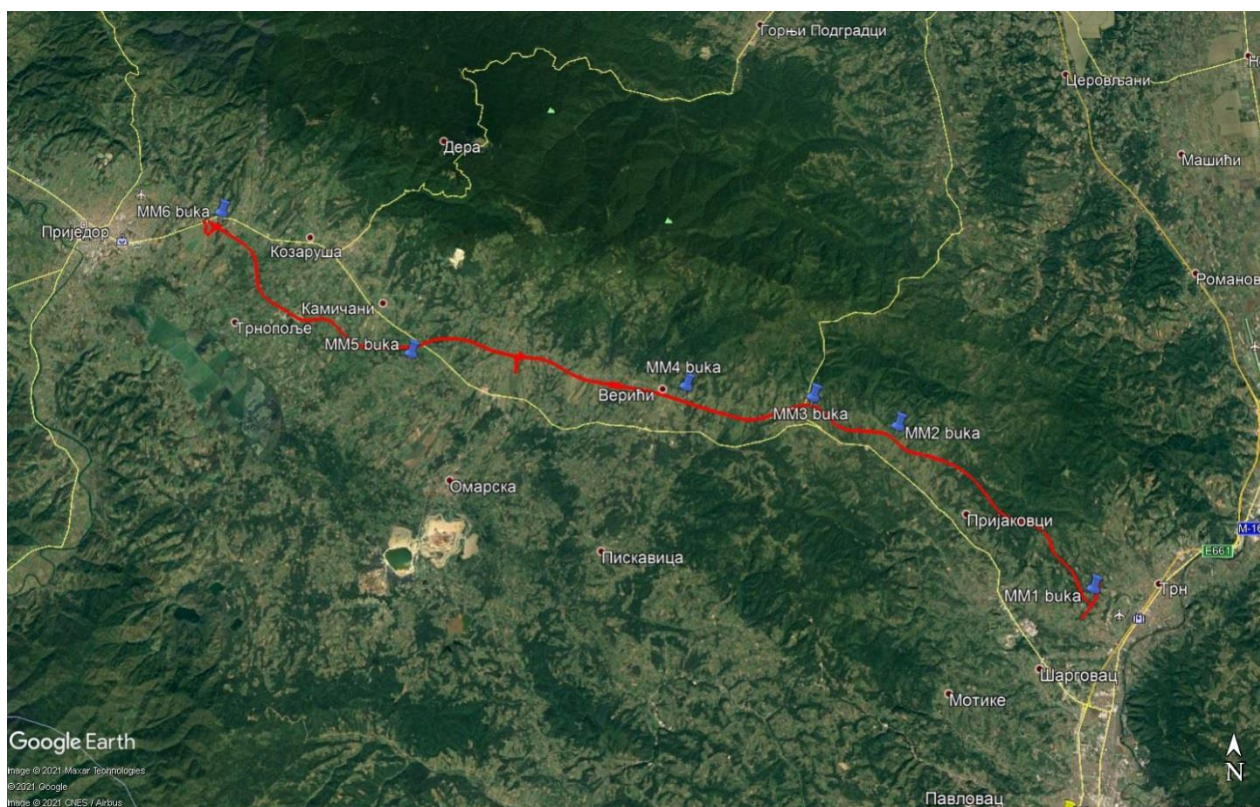 Горњи Подградци
Церовљани
Машићи
Дера
MM6 buka
Приједор
Козаруша
Романов
Камичани
Трнопоље
MM5 buka
MM4 buka
Верићи
MM3 buka
MM2 buka
Омарска
Пријаковци
M-16
E661
Пискавица
MM1 buka
Трн
Шарговац
Мотике
Google Earth
N
Image © 2021 Maxar Technologies
©2021 Google
Image © 2021 CNES / Airbus
Павловац